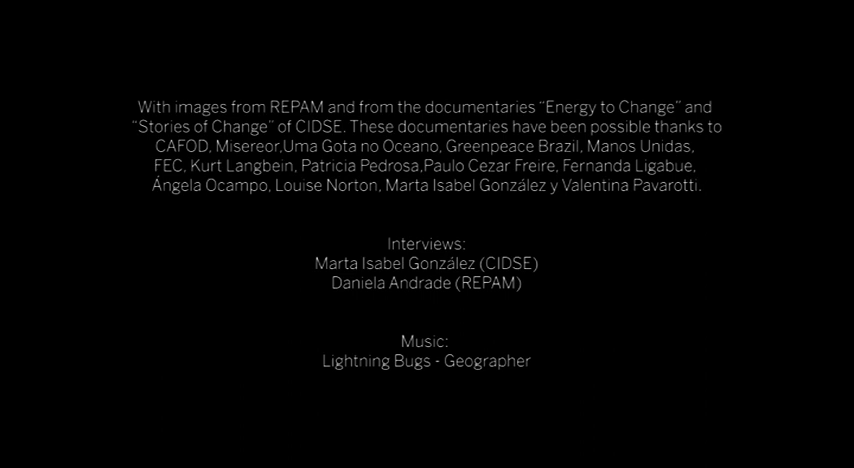 With images from REPAM and from the documentaries “Energy to Change” and
“Stories of Change” of CIDSE. These documentaries have been possible thanks to
CAFOD, Misereor,Uma Gota no Oceano, Greenpeace Brazil, Manos Unidas,
FEC, Kurt Langbein, Patricia Pedrosa,Paulo Cezar Freire, Fernanda Ligabue,
Ángela Ocampo, Louise Norton, Marta Isabel González y Valentina Pavarotti.
Interviews:
Marta Isabel González (CIDSE)
Daniela Andrade (REPAM)
Music:
Lightning Bugs - Geographer